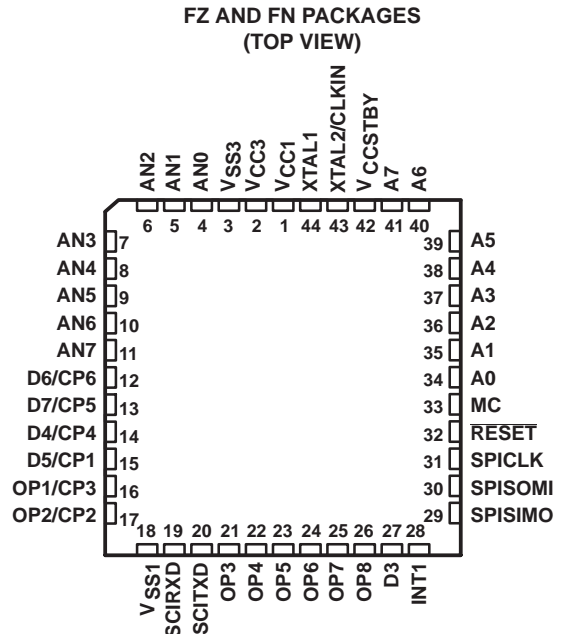 FZ AND FN PACKAGES
(TOP VIEW)
AN2
AN1
AN0
VSS3
VCC3
VCC1
XTAL1
XTAL2/CLKIN
VCCSTBY
A7
A6
6 5 4 3 2 1 44 43 42 41 40
AN3 7 39 A5
AN4 8 38 A4
AN5 9 37 A3
AN6 10 36 A2
AN7 11 35 A1
D6/CP6 12 34 A0
D7/CP5 13 33 MC
D4/CP4 14 32 RESET
D5/CP1 15 31 SPICLK
OP1/CP3 16 30 SPISOMI
OP2/CP2 17 29 SPISIMO
18 19 20 21 22 23 24 25 26 27 28
VSS1
SCIRXD
SCITXD
OP3
OP4
OP5
OP6
OP7
OP8
D3
INT1